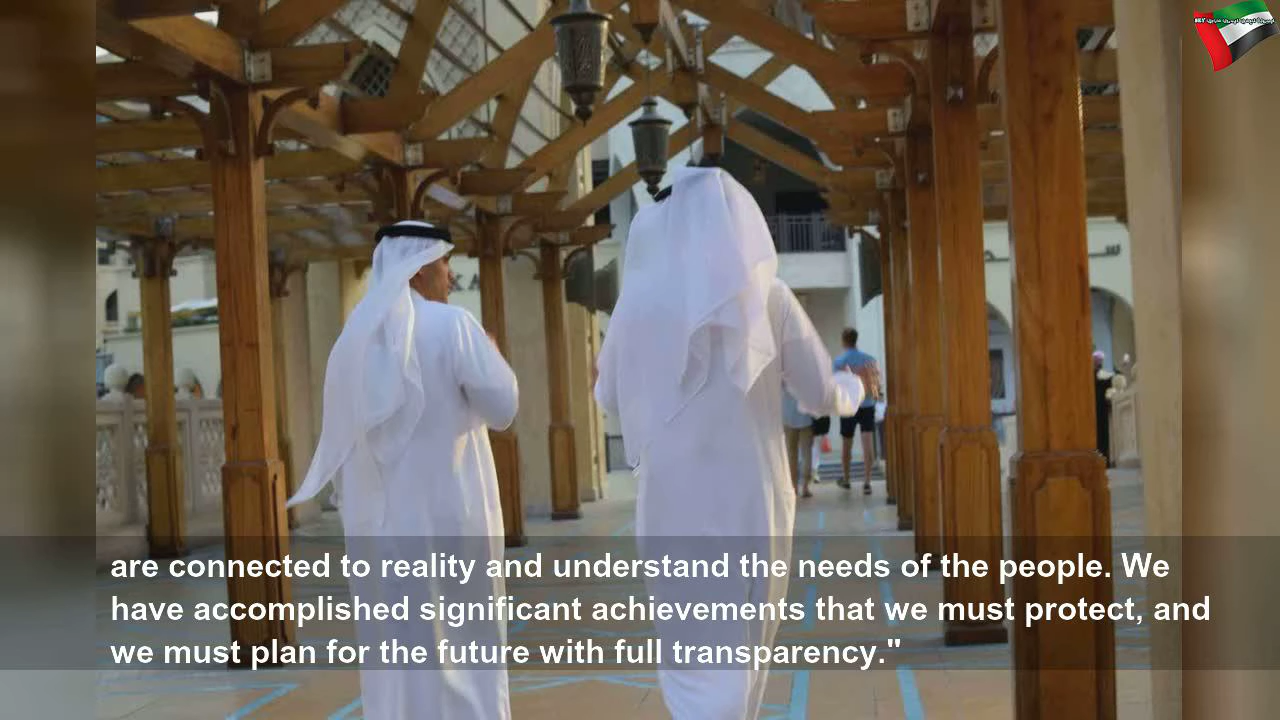 are connected to reality and understand the needs of the people. We
have accomplished significant achievements that we must protect, and
we must plan for the future with full transparency."